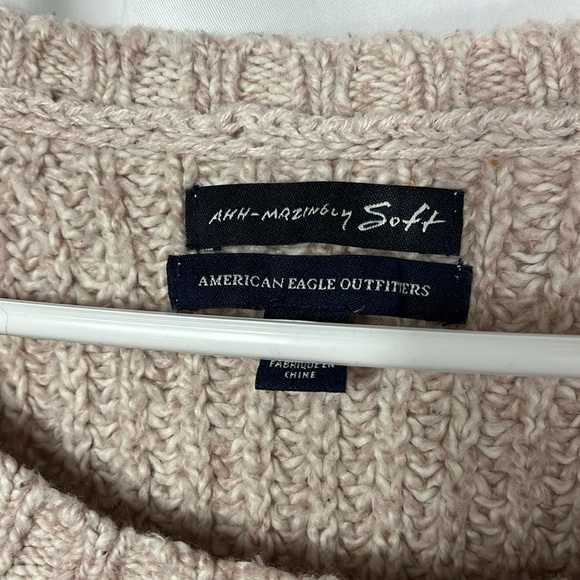 AHH-MAZINGLY Soft
AMERICAN EAGLE OUTFITTERS
FABRIQUE EN
CHINE